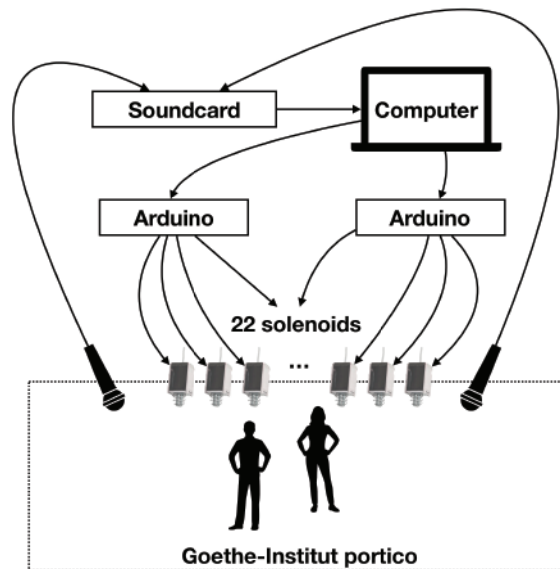 Soundcard
Computer
Arduino
Arduino
22 solenoids
...
Goethe-Institut portico